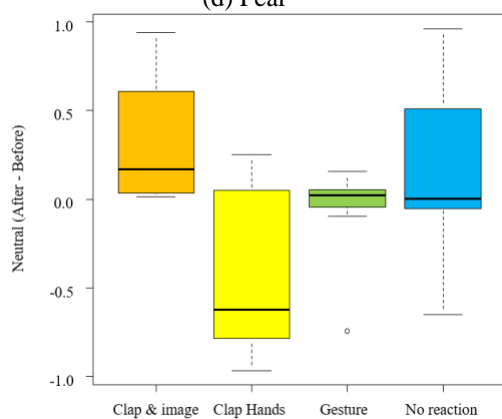 (d) Fear
1.0
0.5
0.0
-0.5
-1.0
Neutral (After - Before)
Clap & image Clap Hands Gesture No reaction